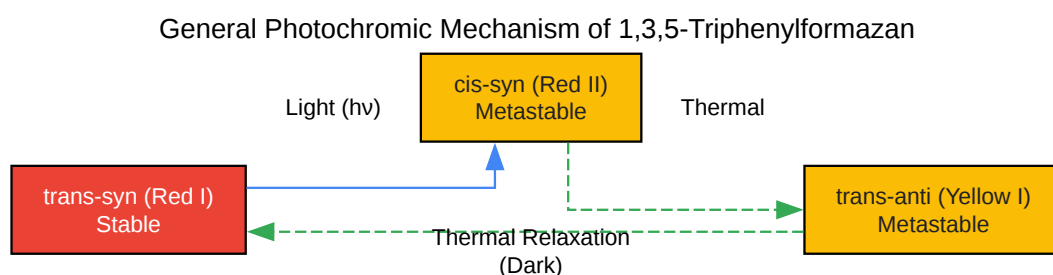 General Photochromic Mechanism of 1,3,5-Triphenylformazan
cis-syn (Red II)
Metastable
Light (hν)
Thermal
trans-syn (Red I)
Stable
trans-anti (Yellow I)
Metastable
Thermal Relaxation
(Dark)